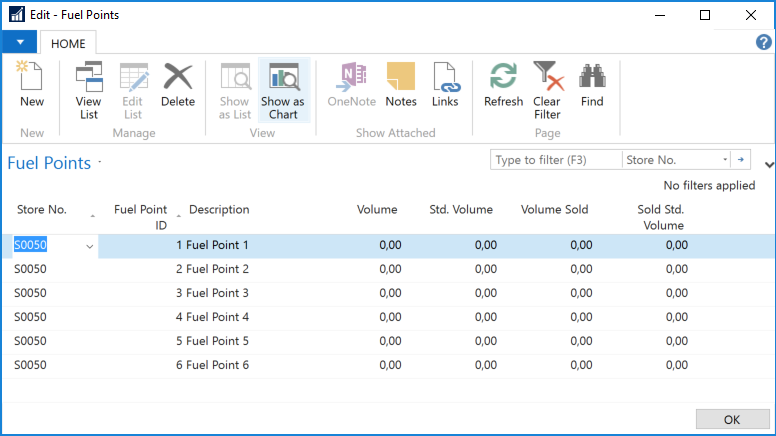 Edit - Fuel Points
HOME
New
View List
Edit List
Delete
Show as List
Show as Chart
OneNote
Notes
Links
Refresh
Clear Filter
Find
New
Manage
View
Show Attached
Page
Fuel Points
Type to filter (F3) Store No.
No filters applied
Store No. Fuel Point ID Description Volume Std. Volume Volume Sold Sold Std. Volume
S0050 1 Fuel Point 1 0,00 0,00 0,00 0,00
S0050 2 Fuel Point 2 0,00 0,00 0,00 0,00
S0050 3 Fuel Point 3 0,00 0,00 0,00 0,00
S0050 4 Fuel Point 4 0,00 0,00 0,00 0,00
S0050 5 Fuel Point 5 0,00 0,00 0,00 0,00
S0050 6 Fuel Point 6 0,00 0,00 0,00 0,00
OK